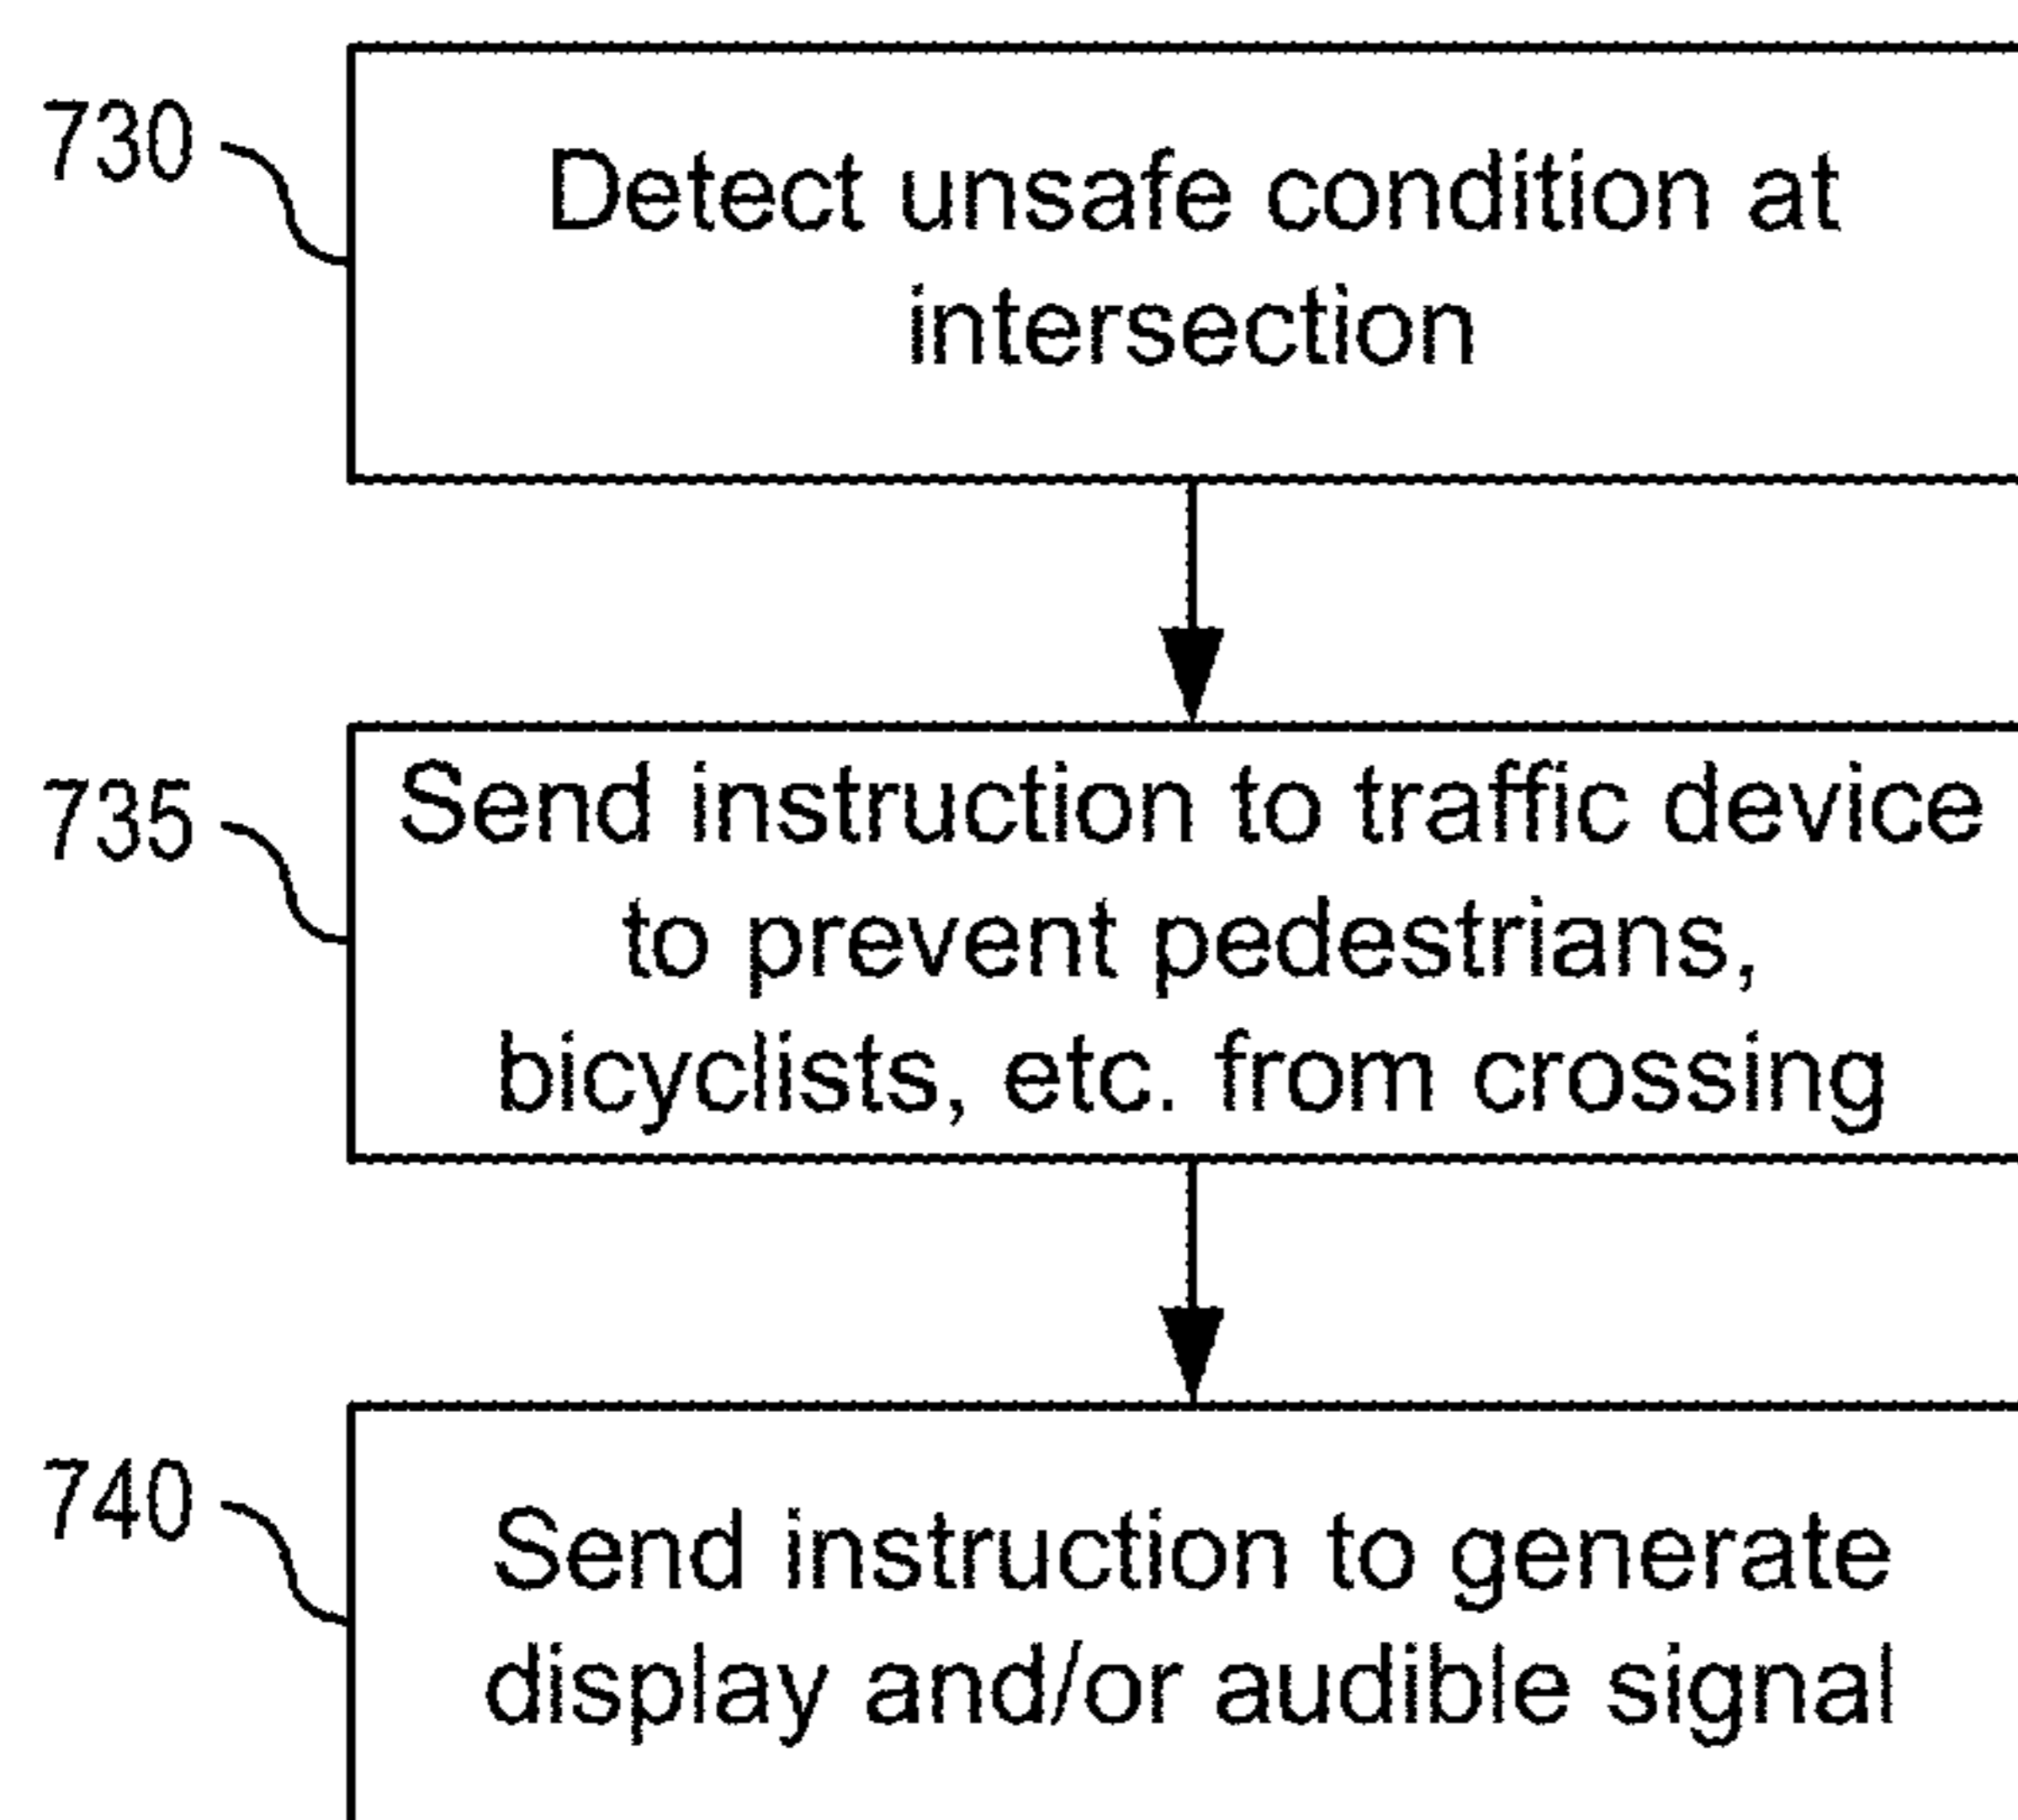 730
Detect unsafe condition at
intersection
735
Send instruction to traffic device
to prevent pedestrians,
bicyclists, etc. from crossing
740
Send instruction to generate
display and/or audible signal